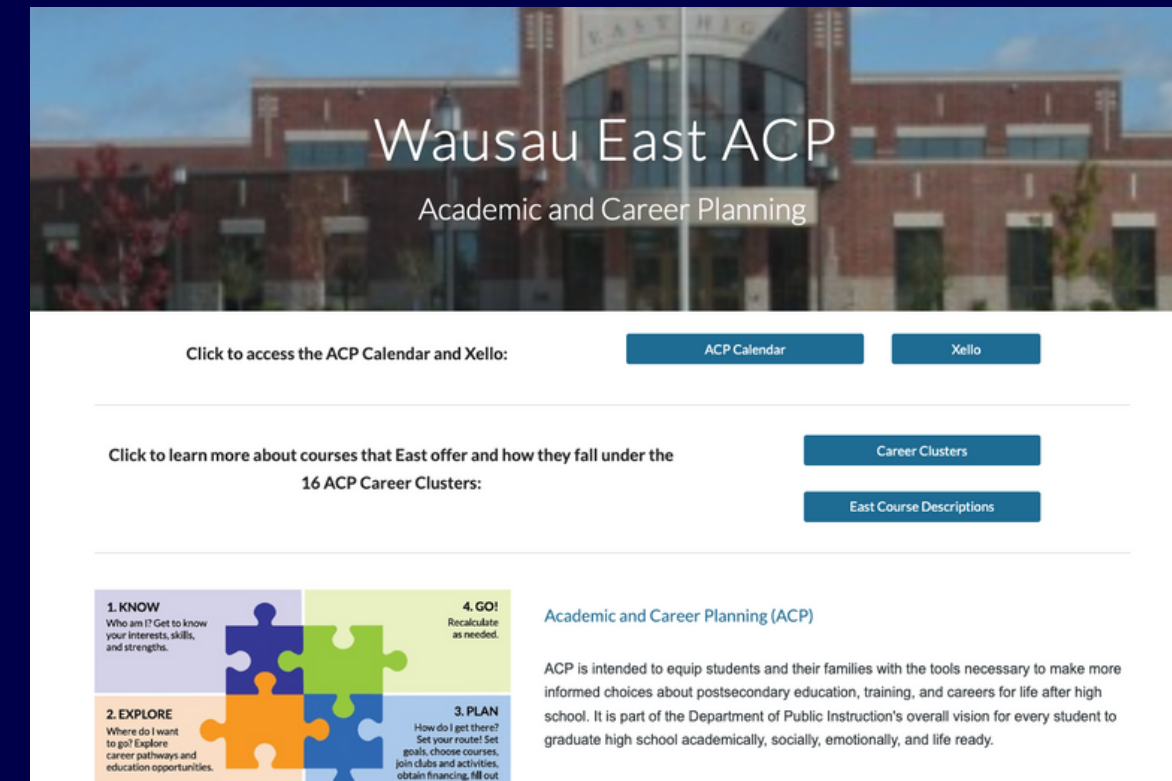 EAST HIGH
Wausau East ACP
Academic and Career Planning
Click to access the ACP Calendar and Xello:
ACP Calendar
Xello
Click to learn more about courses that East offer and how they fall under the
16 ACP Career Clusters:
Career Clusters
East Course Descriptions
1. KNOW
Who am I? Get to know
your interests, skills,
and strengths.
4. GO!
Recalculate
as needed.
2. EXPLORE
Where do I want
to go? Explore
career pathways and
education opportunities.
3. PLAN
How do I get there?
Set your route! Set
goals, choose courses,
join clubs and activities,
obtain financing, fill out
Academic and Career Planning (ACP)
ACP is intended to equip students and their families with the tools necessary to make more
informed choices about postsecondary education, training, and careers for life after high
school. It is part of the Department of Public Instruction's overall vision for every student to
graduate high school academically, socially, emotionally, and life ready.